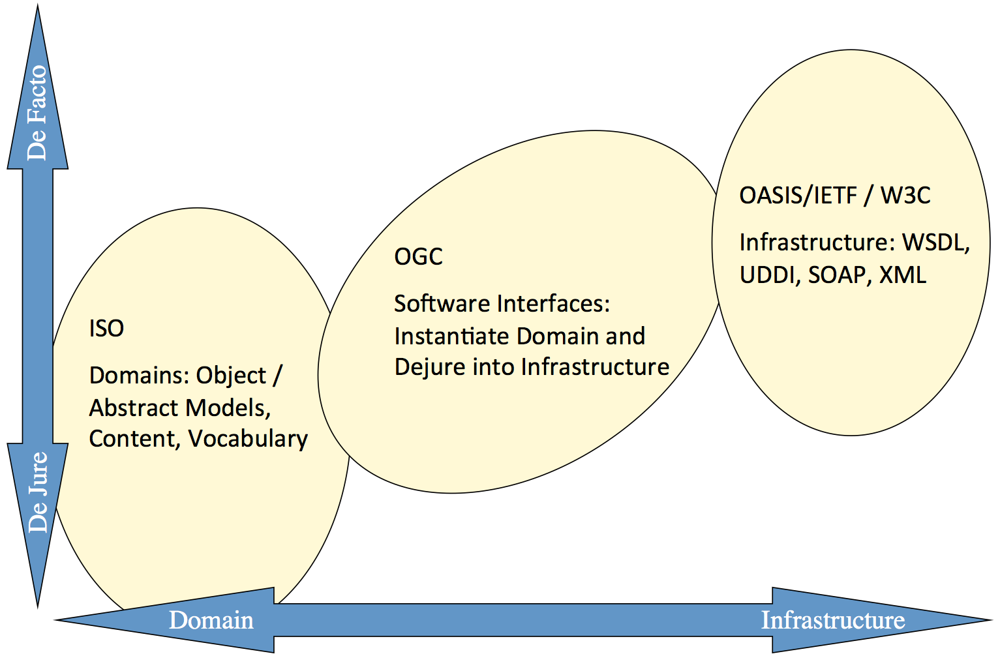 De Facto
De Jure
ISO
Domains: Object /
Abstract Models,
Content, Vocabulary
OGC
Software Interfaces:
Instantiate Domain and
Dejure into Infrastructure
OASIS/IETF / W3C
Infrastructure: WSDL,
UDDI, SOAP, XML
Domain
Infrastructure